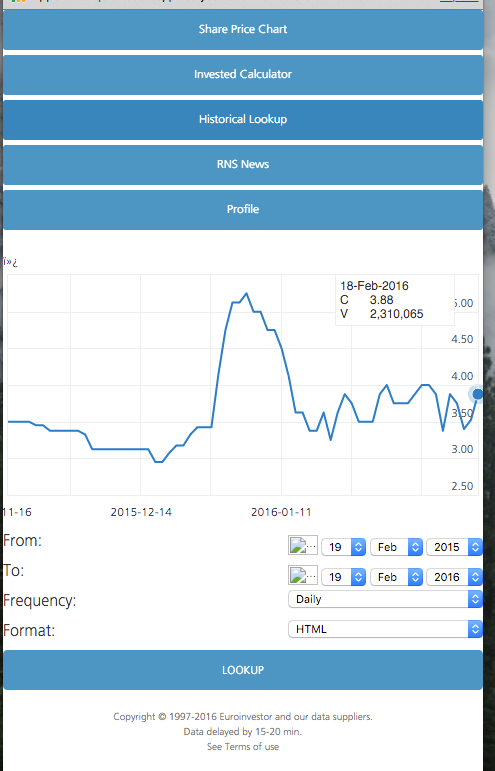 Share Price Chart
Invested Calculator
Historical Lookup
RNS News
Profile
ï»¿
18-Feb-2016
C 3.88
V 2,310,065
5.00
4.50
4.00
3.50
3.00
2.50
11-16 2015-12-14 2016-01-11
From: 19 Feb 2015
To: 19 Feb 2016
Frequency: Daily
Format: HTML
LOOKUP
Copyright © 1997-2016 Euroinvestor and our data suppliers.
Data delayed by 15-20 min.
See Terms of use